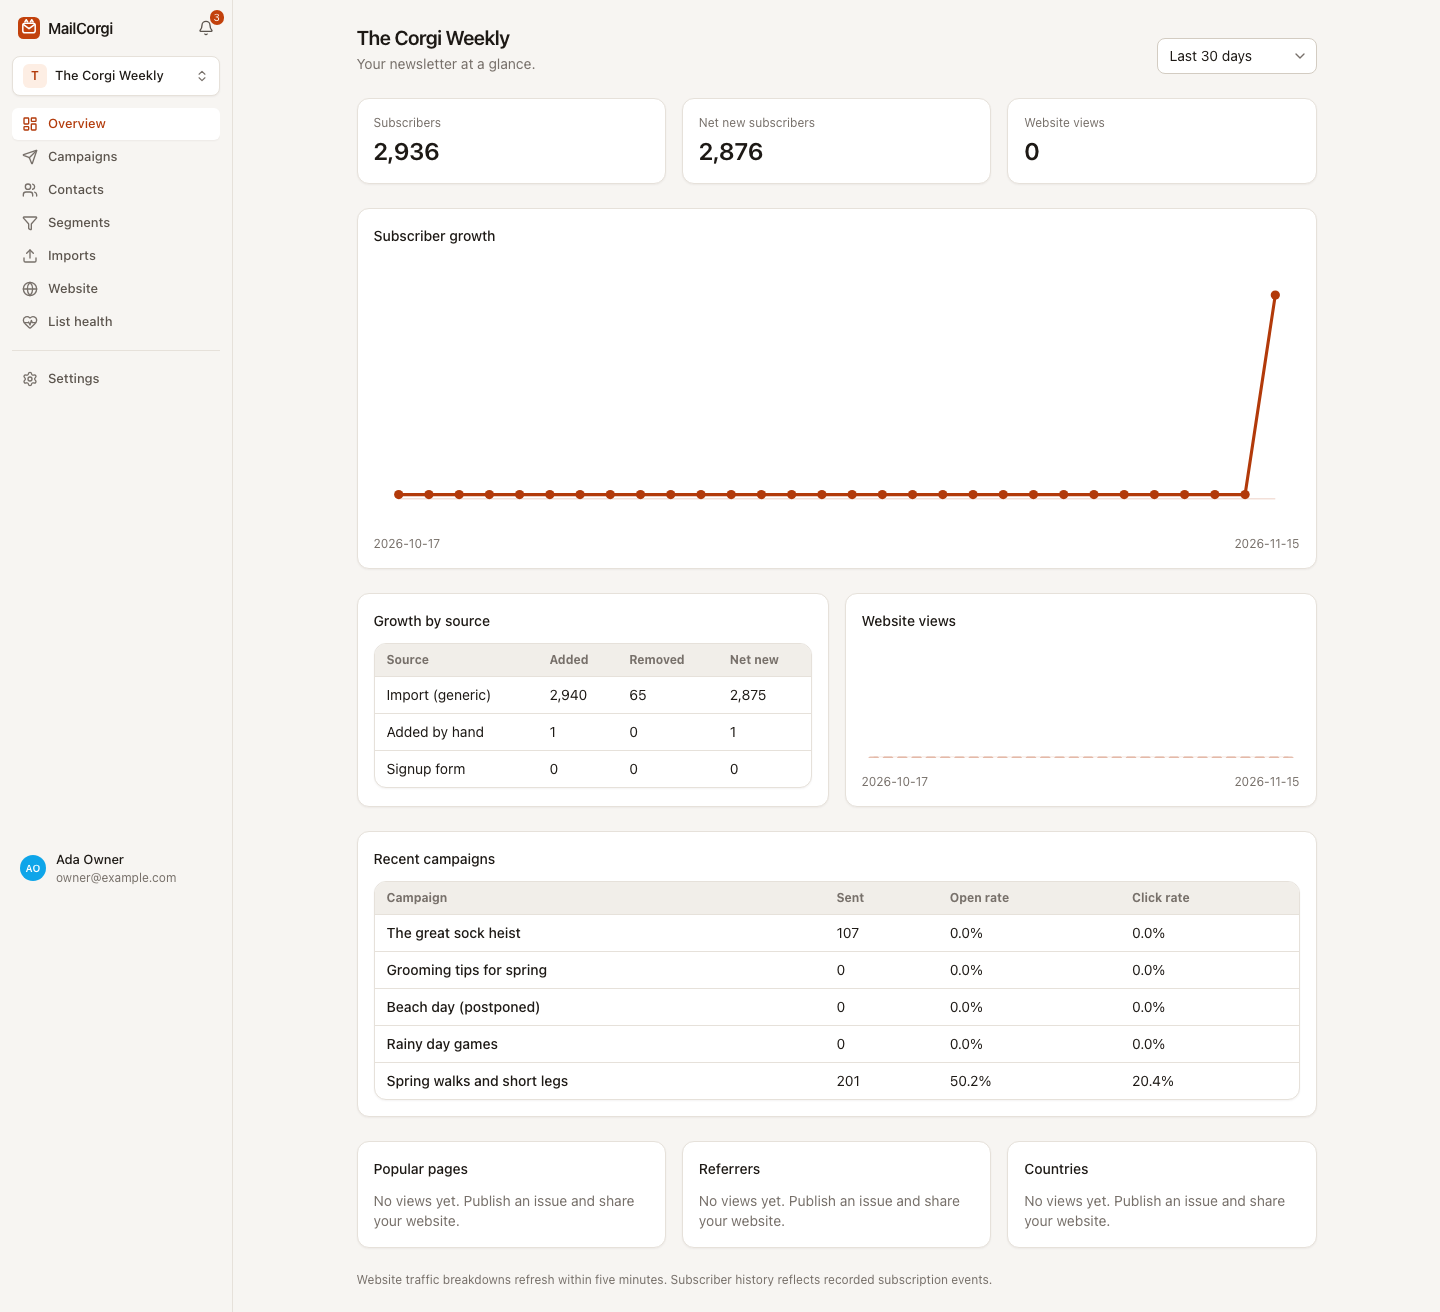 MailCorgi
3
T
The Corgi Weekly
Overview
Campaigns
Contacts
Segments
Imports
Website
List health
Settings
AO
Ada Owner
owner@example.com
The Corgi Weekly
Your newsletter at a glance.
Last 30 days
Subscribers
2,936
Net new subscribers
2,876
Website views
0
Subscriber growth
2026-10-17
2026-11-15
Growth by source
Source Added Removed Net new
Import (generic) 2,940 65 2,875
Added by hand 1 0 1
Signup form 0 0 0
Website views
2026-10-17
2026-11-15
Recent campaigns
Campaign Sent Open rate Click rate
The great sock heist 107 0.0% 0.0%
Grooming tips for spring 0 0.0% 0.0%
Beach day (postponed) 0 0.0% 0.0%
Rainy day games 0 0.0% 0.0%
Spring walks and short legs 201 50.2% 20.4%
Popular pages
No views yet. Publish an issue and share
your website.
Referrers
No views yet. Publish an issue and share
your website.
Countries
No views yet. Publish an issue and share
your website.
Website traffic breakdowns refresh within five minutes. Subscriber history reflects recorded subscription events.